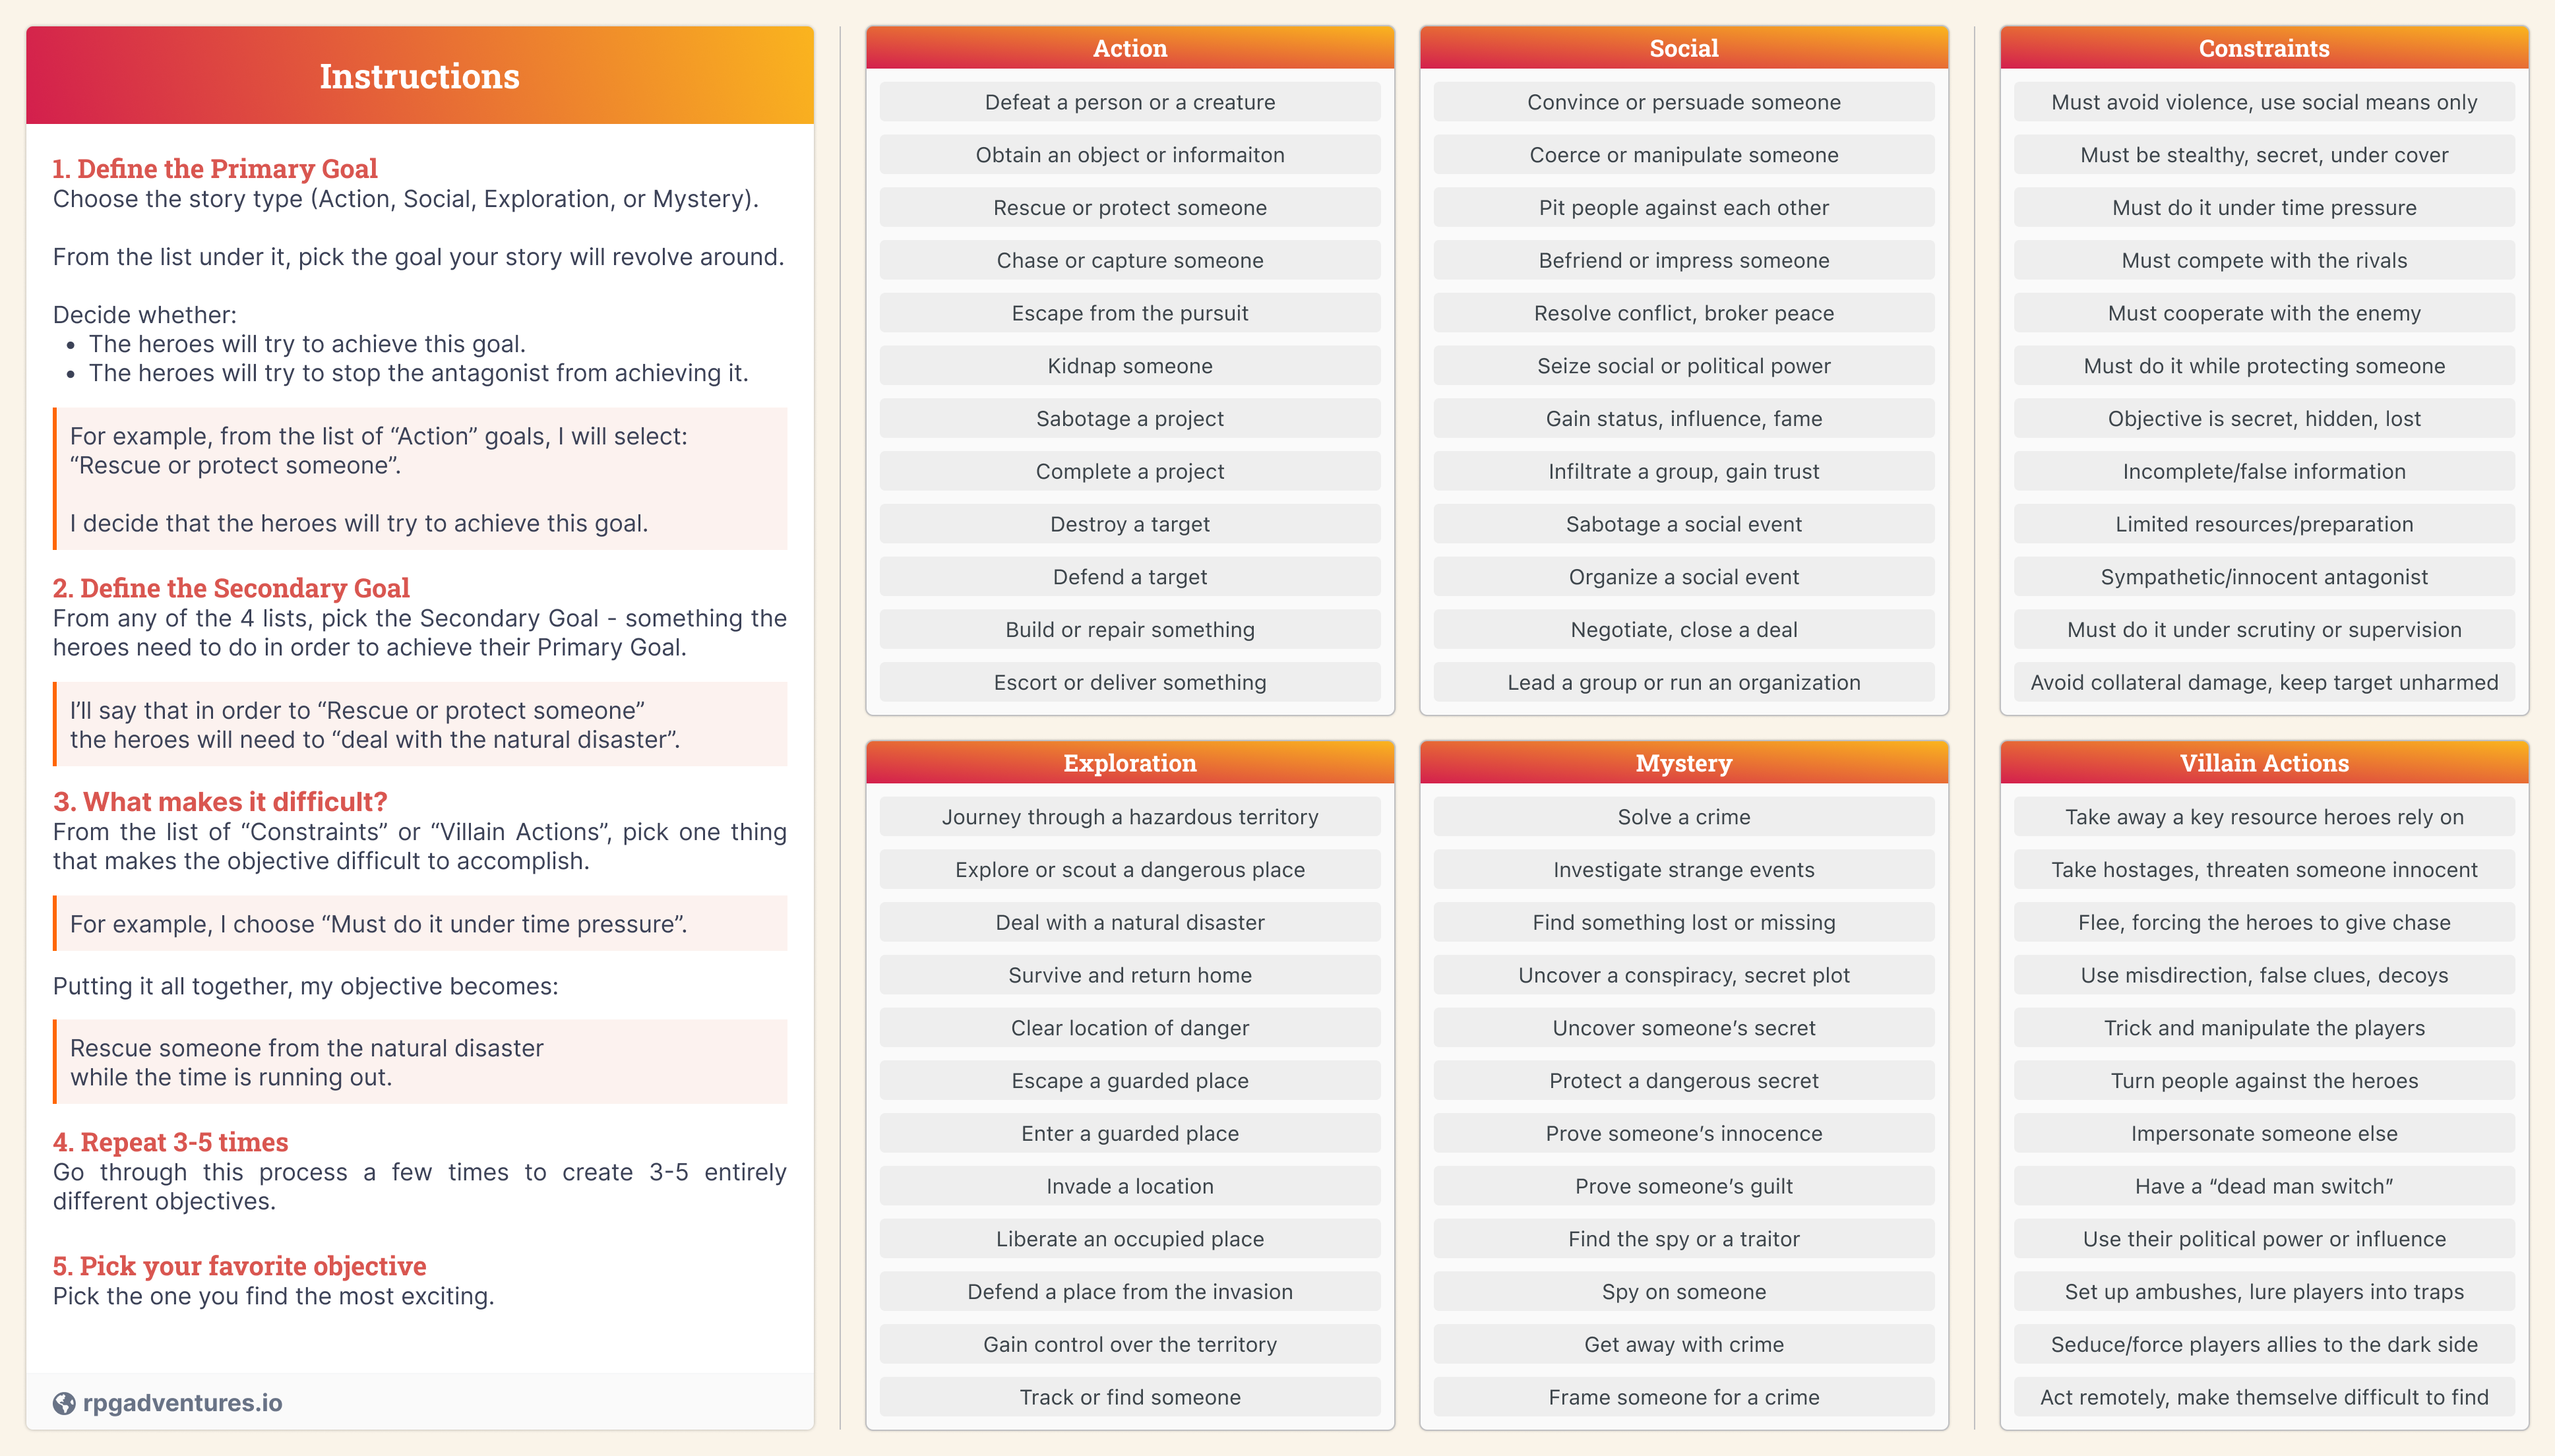 Instructions
1. Define the Primary Goal
Choose the story type (Action, Social, Exploration, or Mystery).
From the list under it, pick the goal your story will revolve around.
Decide whether:
• The heroes will try to achieve this goal.
• The heroes will try to stop the antagonist from achieving it.
For example, from the list of “Action” goals, I will select:
“Rescue or protect someone”.
I decide that the heroes will try to achieve this goal.
2. Define the Secondary Goal
From any of the 4 lists, pick the Secondary Goal - something the
heroes need to do in order to achieve their Primary Goal.
I’ll say that in order to “Rescue or protect someone”
the heroes will need to “deal with the natural disaster”.
3. What makes it difficult?
From the list of “Constraints” or “Villain Actions”, pick one thing
that makes the objective difficult to accomplish.
For example, I choose “Must do it under time pressure”.
Putting it all together, my objective becomes:
Rescue someone from the natural disaster
while the time is running out.
4. Repeat 3-5 times
Go through this process a few times to create 3-5 entirely
different objectives.
5. Pick your favorite objective
Pick the one you find the most exciting.
rpgadventures.io
Action
Defeat a person or a creature
Obtain an object or informaiton
Rescue or protect someone
Chase or capture someone
Escape from the pursuit
Kidnap someone
Sabotage a project
Complete a project
Destroy a target
Defend a target
Build or repair something
Escort or deliver something
Social
Convince or persuade someone
Coerce or manipulate someone
Pit people against each other
Befriend or impress someone
Resolve conflict, broker peace
Seize social or political power
Gain status, influence, fame
Infiltrate a group, gain trust
Sabotage a social event
Organize a social event
Negotiate, close a deal
Lead a group or run an organization
Exploration
Journey through a hazardous territory
Explore or scout a dangerous place
Deal with a natural disaster
Survive and return home
Clear location of danger
Escape a guarded place
Enter a guarded place
Invade a location
Liberate an occupied place
Defend a place from the invasion
Gain control over the territory
Track or find someone
Mystery
Solve a crime
Investigate strange events
Find something lost or missing
Uncover a conspiracy, secret plot
Uncover someone’s secret
Protect a dangerous secret
Prove someone’s innocence
Prove someone’s guilt
Find the spy or a traitor
Spy on someone
Get away with crime
Frame someone for a crime
Constraints
Must avoid violence, use social means only
Must be stealthy, secret, under cover
Must do it under time pressure
Must compete with the rivals
Must cooperate with the enemy
Must do it while protecting someone
Objective is secret, hidden, lost
Incomplete/false information
Limited resources/preparation
Sympathetic/innocent antagonist
Must do it under scrutiny or supervision
Avoid collateral damage, keep target unharmed
Villain Actions
Take away a key resource heroes rely on
Take hostages, threaten someone innocent
Flee, forcing the heroes to give chase
Use misdirection, false clues, decoys
Trick and manipulate the players
Turn people against the heroes
Impersonate someone else
Have a “dead man switch”
Use their political power or influence
Set up ambushes, lure players into traps
Seduce/force players allies to the dark side
Act remotely, make themselve difficult to find